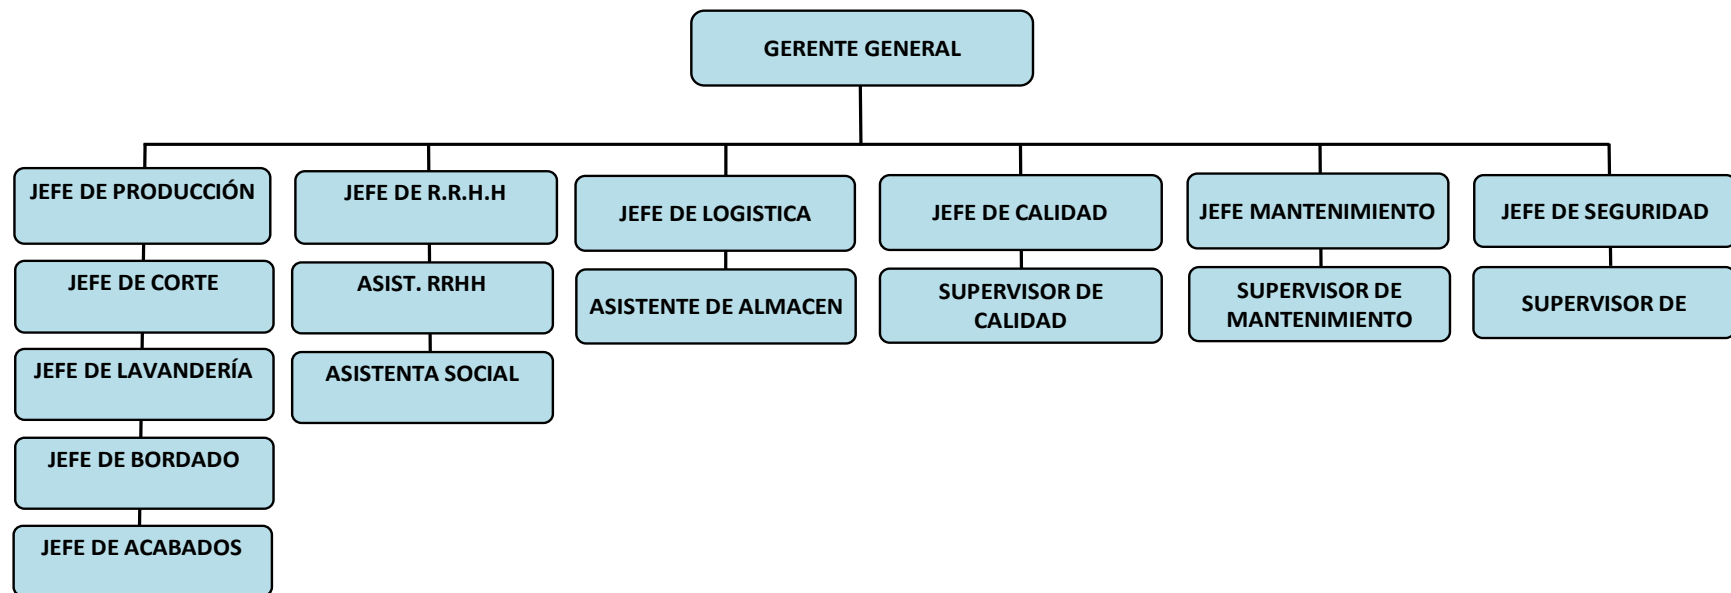 GERENTE GENERAL
JEFE DE PRODUCCIÓN
JEFE DE R.R.H.H
JEFE DE LOGISTICA
JEFE DE CALIDAD
JEFE MANTENIMIENTO
JEFE DE SEGURIDAD
JEFE DE CORTE
ASIST. RRHH
ASISTENTE DE ALMACEN
SUPERVISOR DE
CALIDAD
SUPERVISOR DE
MANTENIMIENTO
SUPERVISOR DE
JEFE DE LAVANDERÍA
ASISTENTA SOCIAL
JEFE DE BORDADO
JEFE DE ACABADOS